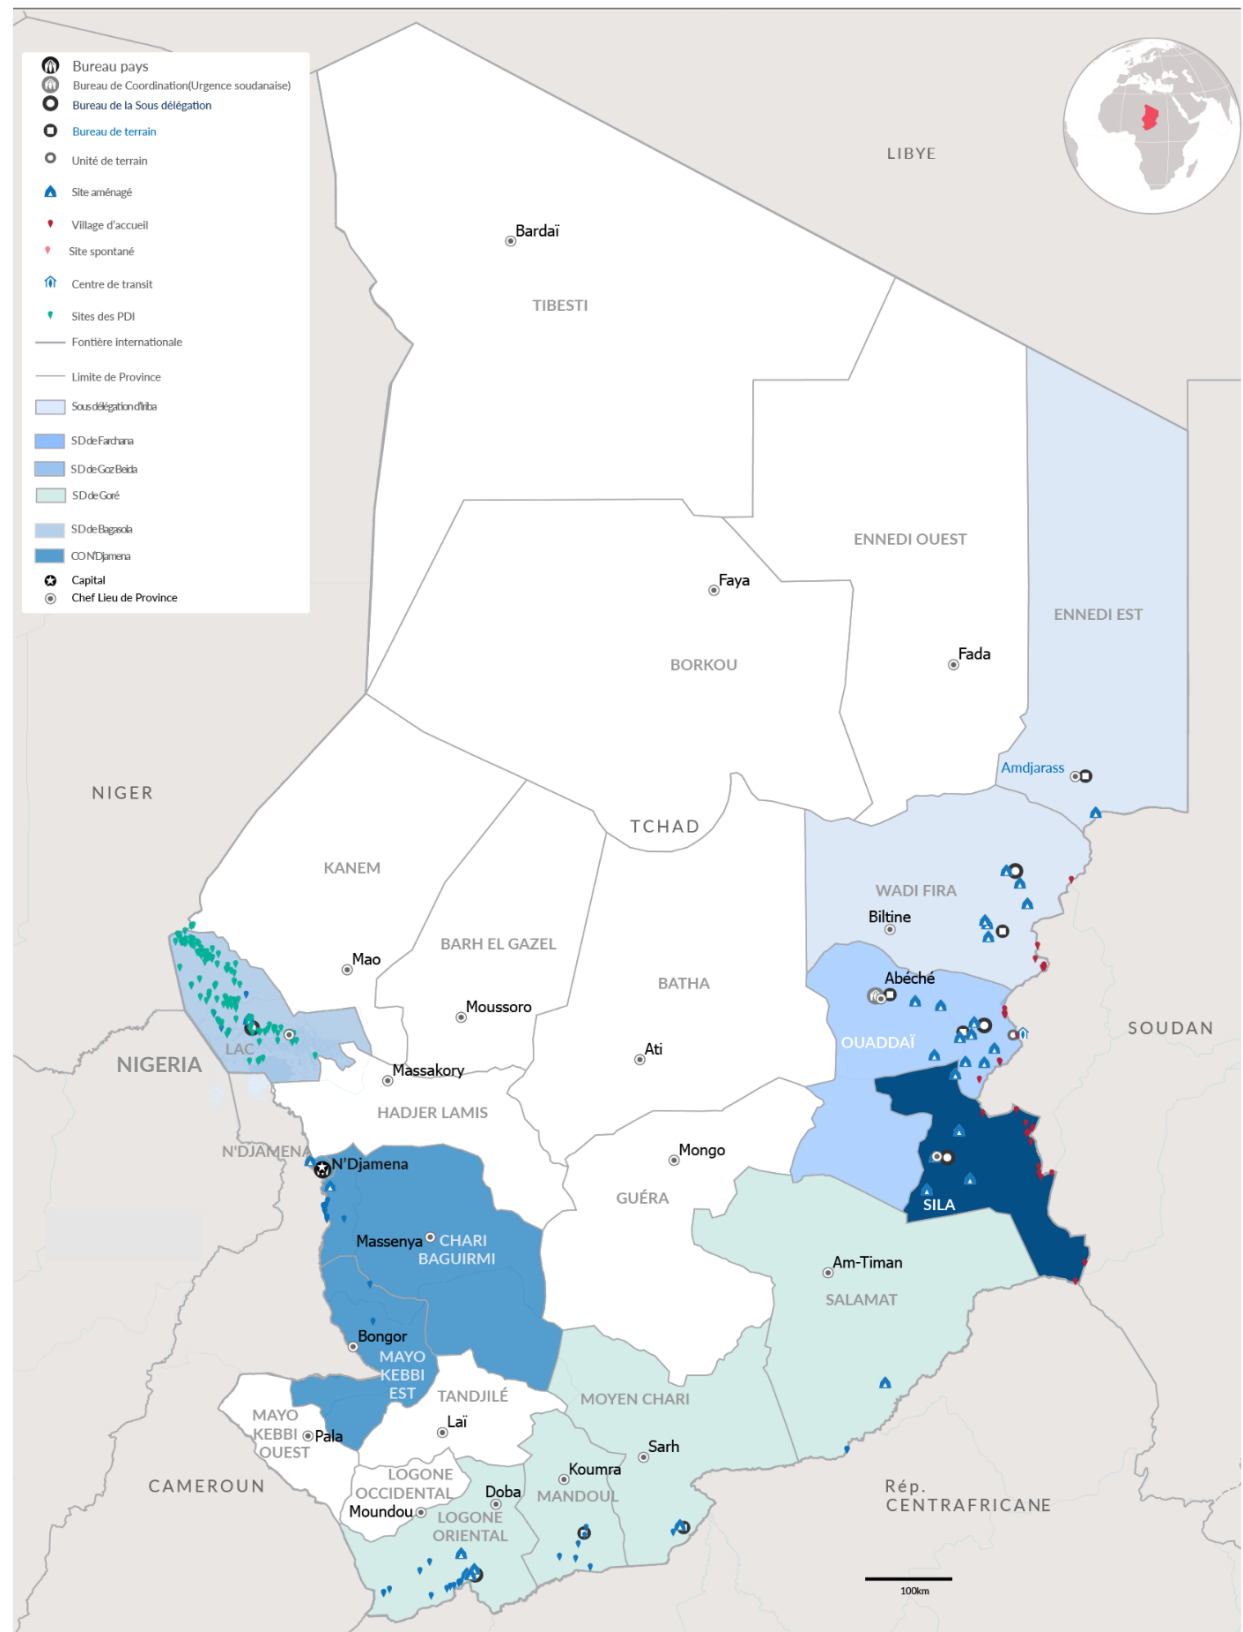 Bureau pays
Bureau de Coordination(Urgence soudanaise)
Bureau de la Sous délégation
Bureau de terrain
Unité de terrain
Site aménagé
Village d'accueil
Site spontané
Centre de transit
Sites des PDI
Fontière internationale
Limite de Province
Sous délégation d'Iriba
SD de Farchana
SD de Goz Beida
SD de Goré
SD de Bagasola
CO N'Djamena
Capital
Chef Lieu de Province
LIBYE
Bardaï
TIBESTI
ENNEDI OUEST
Faya
ENNEDI EST
Fada
BORKOU
Amdjarass
NIGER
TCHAD
KANEM
WADI FIRA
Biltine
BARH EL GAZEL
Mao
Abéché
BATHA
Moussoro
SOUDAN
OUADDAÏ
LAC
Ati
NIGERIA
Massakory
HADJER LAMIS
N'DJAMENA
Mongo
N'Djamena
GUÉRA
SILA
Massenya
CHARI
BAGUIRMI
Am-Timan
SALAMAT
Bongor
MAYO
KEBBI
EST
TANDJILÉ
MOYEN CHARI
MAYO
KEBBI
OUEST
Pala
Laï
Sarh
LOGONE
OCCIDENTAL
Koumra
CAMEROUN
Rép.
CENTRAFRICANE
Doba
MANDOUL
Moundou
LOGONE
ORIENTAL
100km